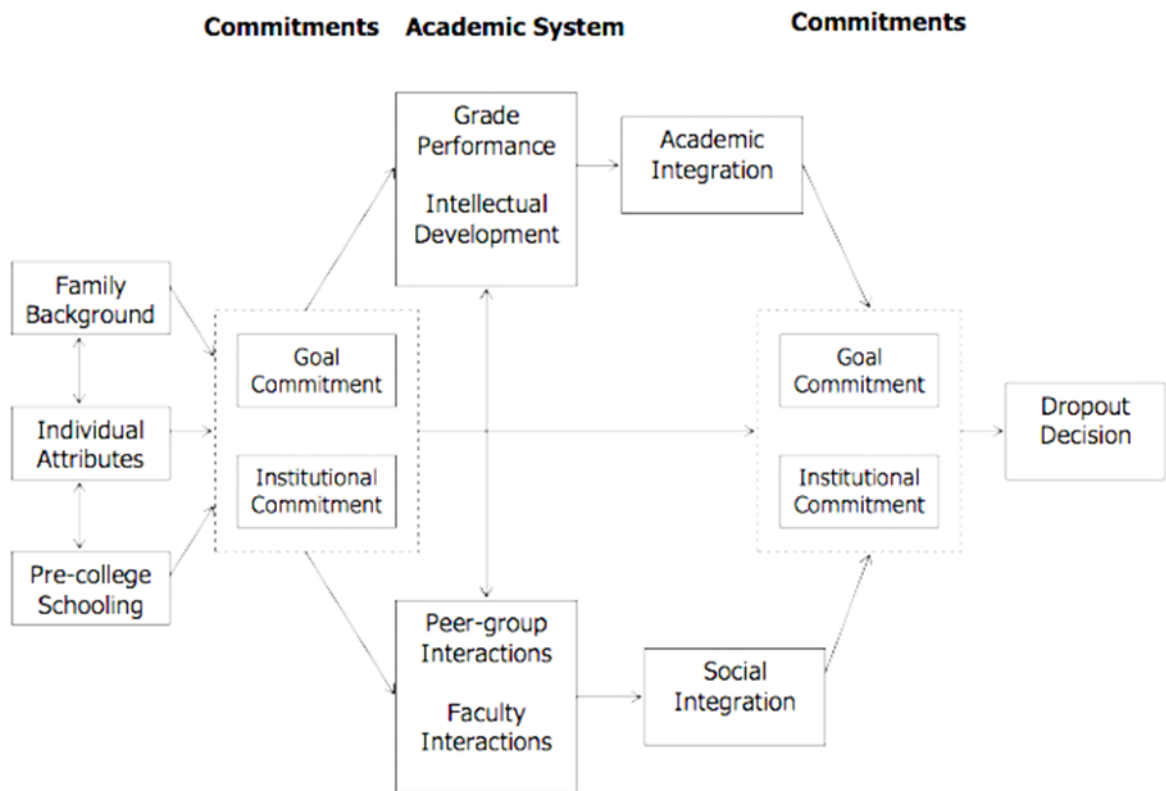 Commitments
Academic System
Commitments
Grade
Performance
Intellectual
Development
Academic
Integration
Family
Background
Individual
Attributes
Pre-college
Schooling
Goal
Commitment
Institutional
Commitment
Goal
Commitment
Institutional
Commitment
Dropout
Decision
Peer-group
Interactions
Faculty
Interactions
Social
Integration